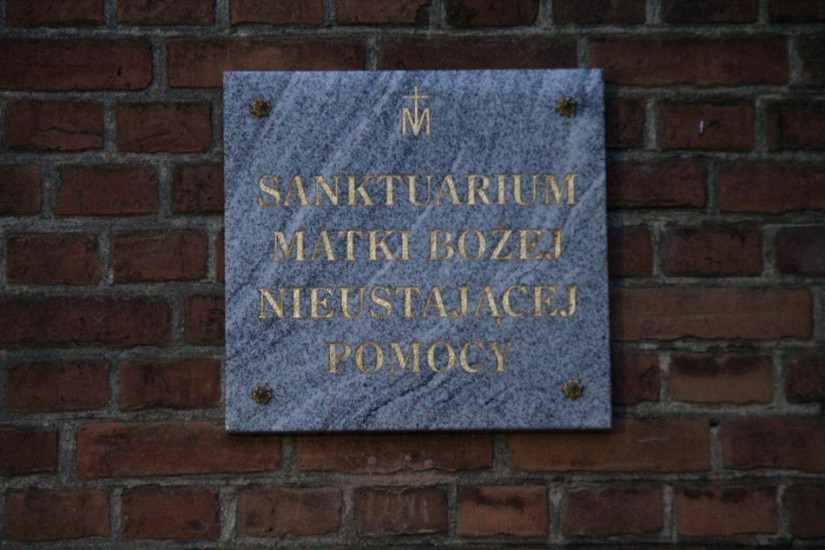 SANKTUARIUM
MATKI BOŻEJ
NIEUSTAJĄCEJ
POMOCY